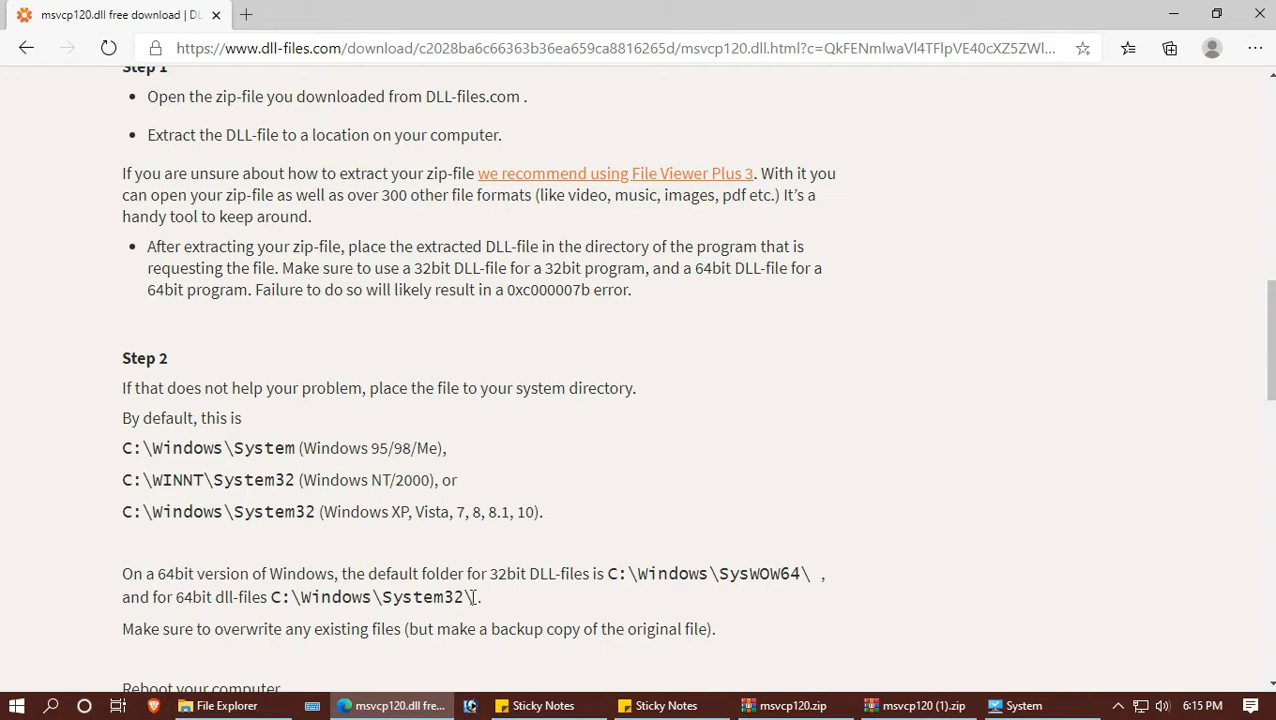 msvcp120.dll free download | DL
https://www.dll-files.com/download/c2028ba6c66363b36ea659ca8816265d/msvcp120.dll.html?c=QkFENmlwaVl4TFlpVE40cXZ5ZWl...
Step 1
• Open the zip-file you downloaded from DLL-files.com .
• Extract the DLL-file to a location on your computer.
If you are unsure about how to extract your zip-file we recommend using File Viewer Plus 3. With it you
can open your zip-file as well as over 300 other file formats (like video, music, images, pdf etc.) It's a
handy tool to keep around.
• After extracting your zip-file, place the extracted DLL-file in the directory of the program that is
requesting the file. Make sure to use a 32bit DLL-file for a 32bit program, and a 64bit DLL-file for a
64bit program. Failure to do so will likely result in a 0xc000007b error.
Step 2
If that does not help your problem, place the file to your system directory.
By default, this is
C:\Windows\System (Windows 95/98/Me),
C:\WINNT\System32 (Windows NT/2000), or
C:\Windows\System32 (Windows XP, Vista, 7, 8, 8.1, 10).
On a 64bit version of Windows, the default folder for 32bit DLL-files is C:\Windows\SysWOW64\ ,
and for 64bit dll-files C:\Windows\System32\ .
Make sure to overwrite any existing files (but make a backup copy of the original file).
Reboot your computer.
File Explorer
msvcp120.dll fre...
Sticky Notes
Sticky Notes
msvcp120.zip
msvcp120 (1).zip
System
6:15 PM